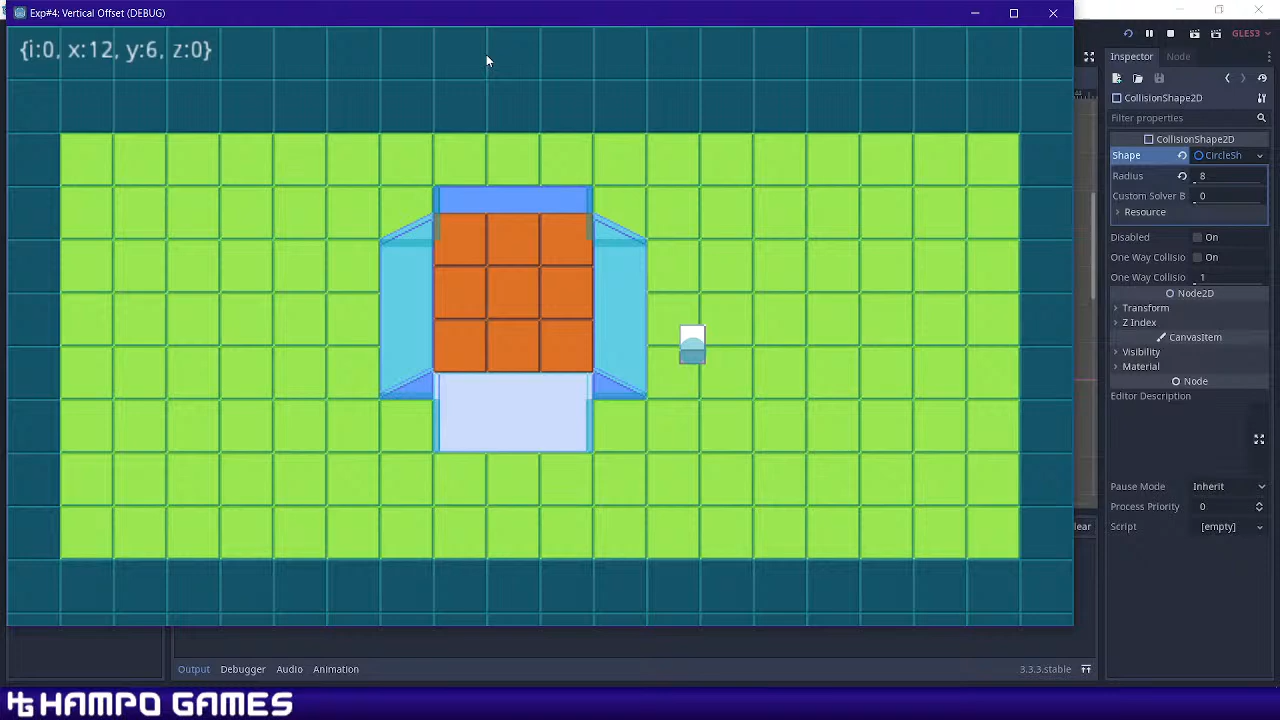 Exp#4: Vertical Offset (DEBUG)
{i:0, x:12, y:6, z:0}
GLES3
Inspector
Node
CollisionShape2D
Filter properties
CollisionShape2D
Shape
CircleSh
Radius
8
Custom Solver B
0
Resource
Disabled
On
One Way Collisio
On
One Way Collisio
1
Node2D
Transform
Z Index
CanvasItem
Visibility
Material
Node
Editor Description
Pause Mode
Inherit
Process Priority
0
Script
[empty]
lear
Output
Debugger
Audio
Animation
3.3.3.stable
HAMPO GAMES